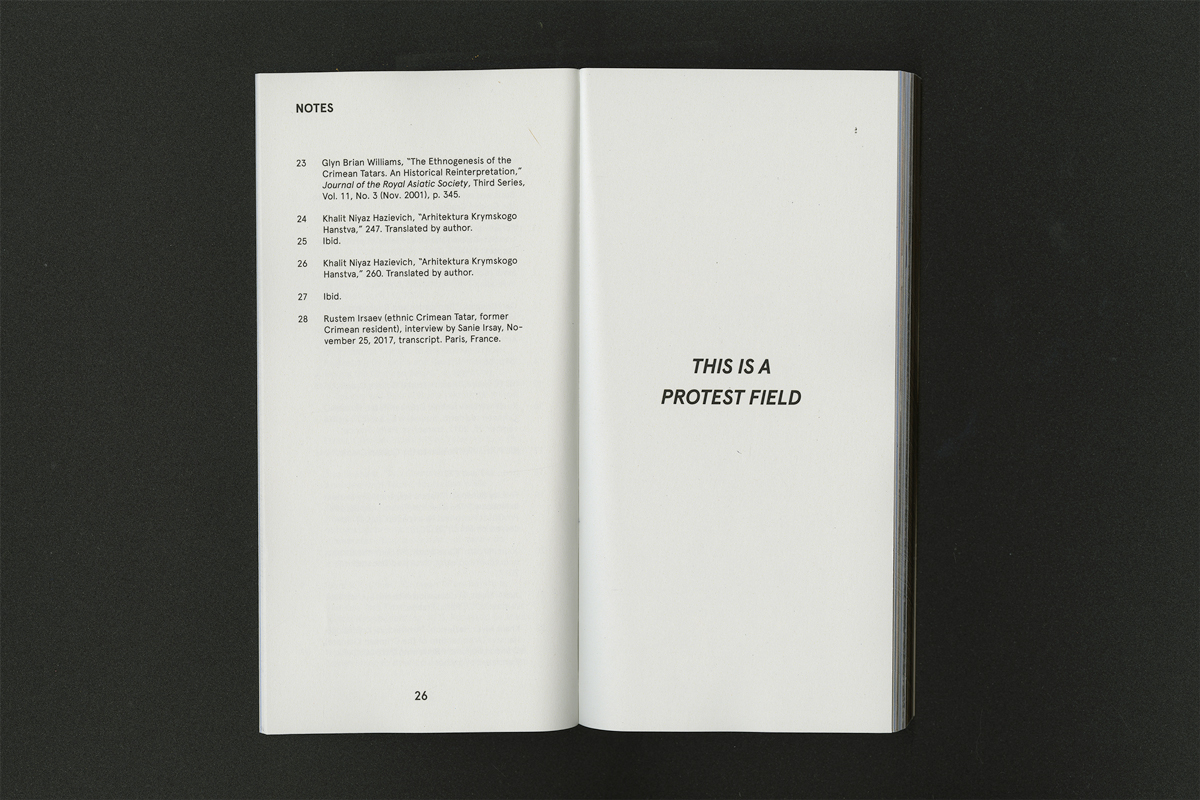 NOTES
23 Glyn Brian Williams, “The Ethnogenesis of the
Crimean Tatars. An Historical Reinterpretation,”
Journal of the Royal Asiatic Society, Third Series,
Vol. 11, No. 3 (Nov. 2001), p. 345.
24 Khalit Niyaz Hazievich, “Arhitektura Krymskogo
Hanstva,” 247. Translated by author.
25 Ibid.
26 Khalit Niyaz Hazievich, “Arhitektura Krymskogo
Hanstva,” 260. Translated by author.
27 Ibid.
28 Rustem Irsaev (ethnic Crimean Tatar, former
Crimean resident), interview by Sanie Irsay, No-
vember 25, 2017, transcript. Paris, France.
26
THIS IS A
PROTEST FIELD